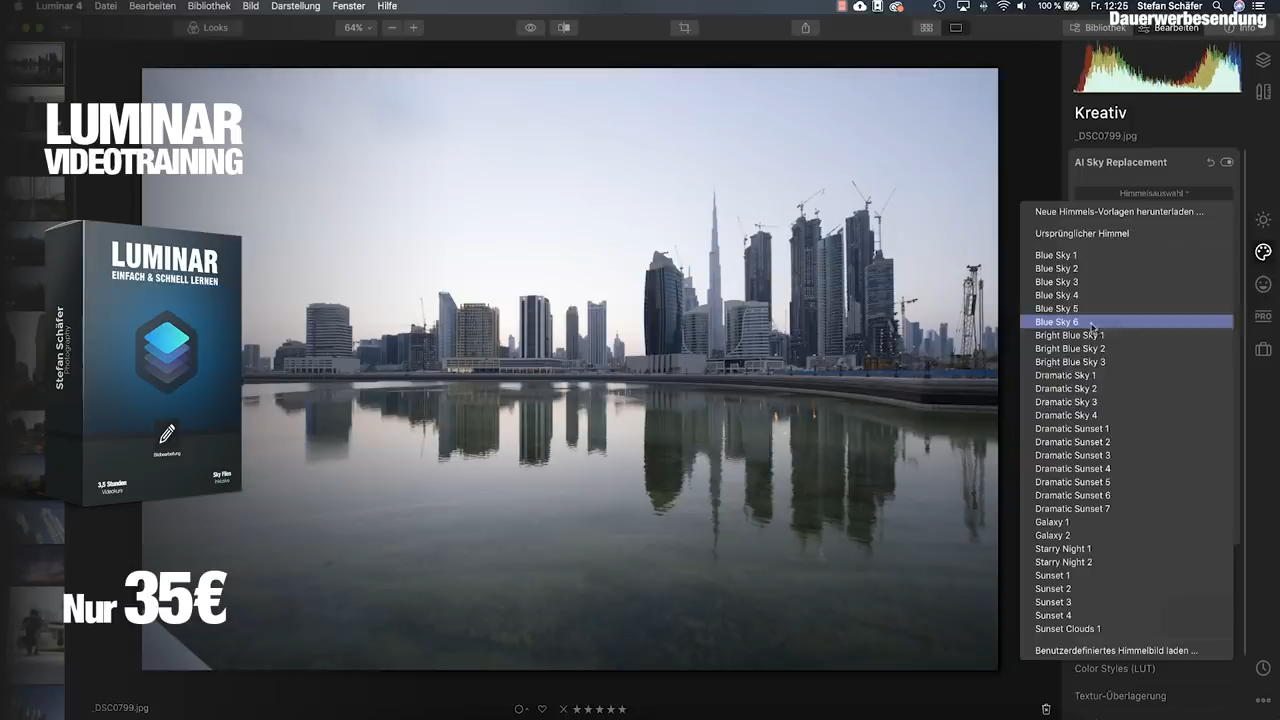 Luminar 4 Datei Bearbeiten Bibliothek Bild Darstellung Fenster Hilfe 100 % Fr. 12:25 Stefan Schäfer
Dauerwerbesendung
Looks 64% Bibliothek Bearbeiten Info
LUMINAR
VIDEOTRAINING
Kreativ
_DSC0799.jpg
AI Sky Replacement
Himmelsauswahl
Neue Himmels-Vorlagen herunterladen ...
Ursprünglicher Himmel
Blue Sky 1
Blue Sky 2
Blue Sky 3
Blue Sky 4
Blue Sky 5
Blue Sky 6
Bright Blue Sky 1
Bright Blue Sky 2
Bright Blue Sky 3
Dramatic Sky 1
Dramatic Sky 2
Dramatic Sky 3
Dramatic Sky 4
Dramatic Sunset 1
Dramatic Sunset 2
Dramatic Sunset 3
Dramatic Sunset 4
Dramatic Sunset 5
Dramatic Sunset 6
Dramatic Sunset 7
Galaxy 1
Galaxy 2
Starry Night 1
Starry Night 2
Sunset 1
Sunset 2
Sunset 3
Sunset 4
Sunset Clouds 1
Benutzerdefiniertes Himmelbild laden ...
PRO
Color Styles (LUT)
Textur-Überlagerung
LUMINAR
EINFACH & SCHNELL LERNEN
Stefan Schäfer
Photography
Bildbearbeitung
3,5 Stunden
Videokurs
Sky Files
Inklusive
Nur 35€
_DSC0799.jpg